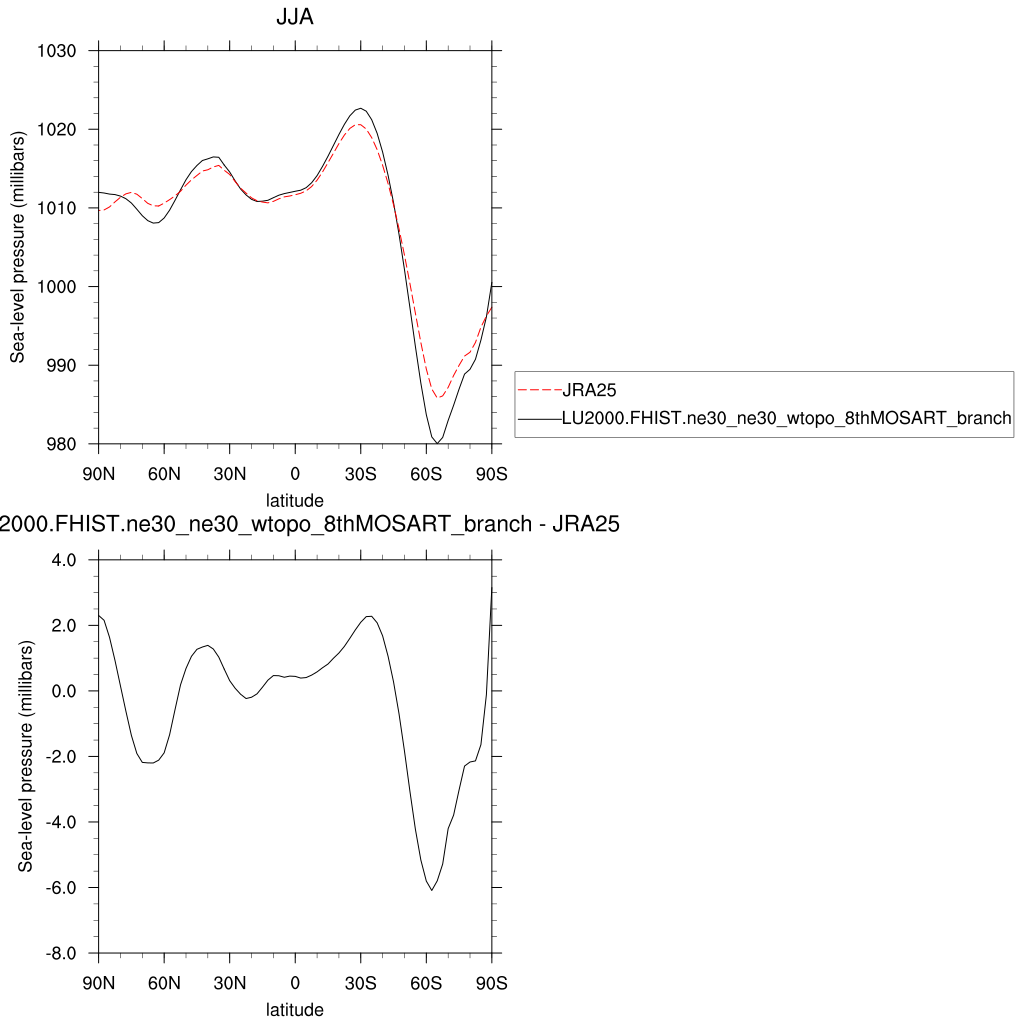 JJA
1030
1020
1010
1000
990
980
Sea-level pressure (millibars)
90N 60N 30N 0 30S 60S 90S
latitude
JRA25
LU2000.FHIST.ne30_ne30_wtopo_8thMOSART_branch
2000.FHIST.ne30_ne30_wtopo_8thMOSART_branch - JRA25
4.0
2.0
0.0
-2.0
-4.0
-6.0
-8.0
Sea-level pressure (millibars)
90N 60N 30N 0 30S 60S 90S
latitude